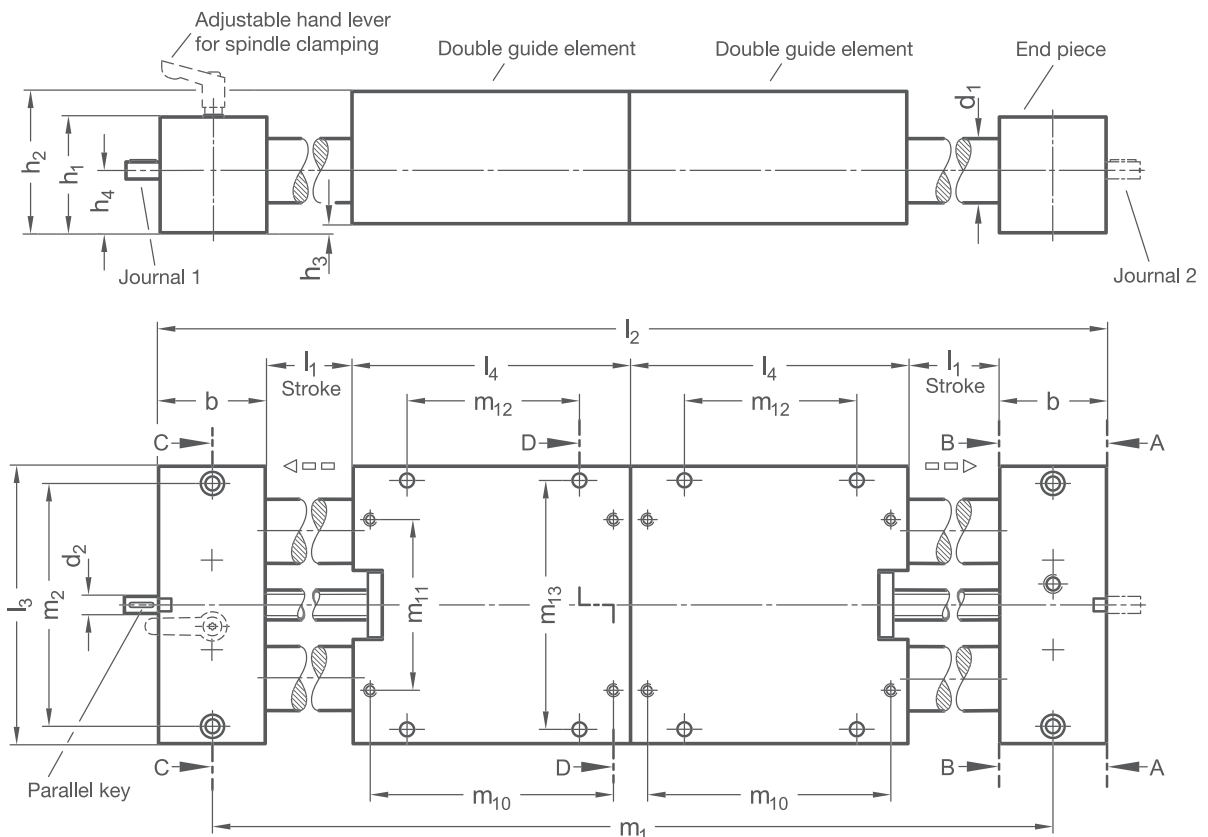 Adjustable hand lever
for spindle clamping
Double guide element
Double guide element
End piece
d1
h2
h1
h4
h3
Journal 1
Journal 2
l2
l1
l4
l4
l1
Stroke
Stroke
b
m12
m12
b
C
D
B
A
d2
l3
m2
m11
m13
C
D
B
A
Parallel key
m10
m10
m1